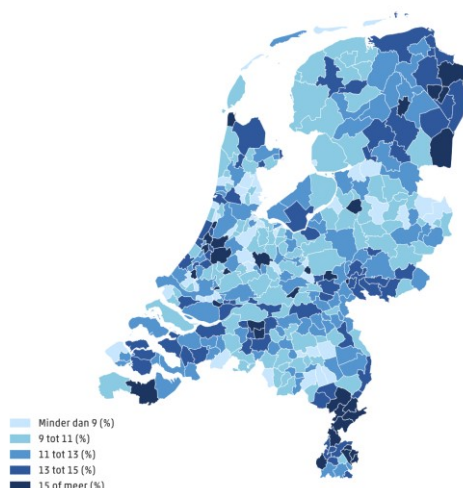 Minder dan 9 (%)
9 tot 11 (%)
11 tot 13 (%)
13 tot 15 (%)
15 of meer (%)